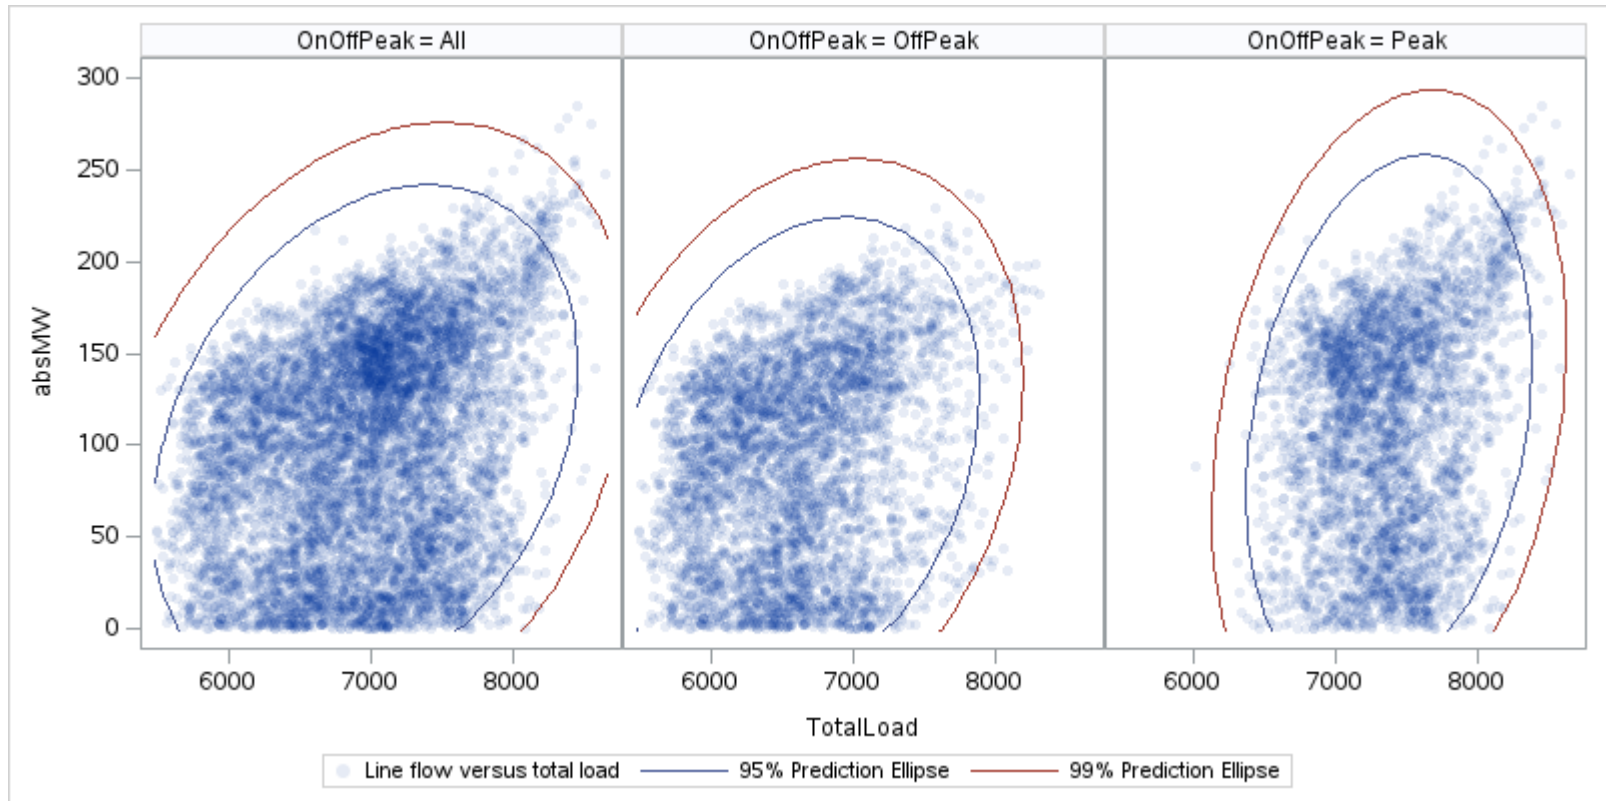 OnOffPeak = All
OnOffPeak = OffPeak
OnOffPeak = Peak
300
250
200
150
100
50
0
absMW
6000 7000 8000
6000 7000 8000
6000 7000 8000
TotalLoad
Line flow versus total load
95% Prediction Ellipse
99% Prediction Ellipse